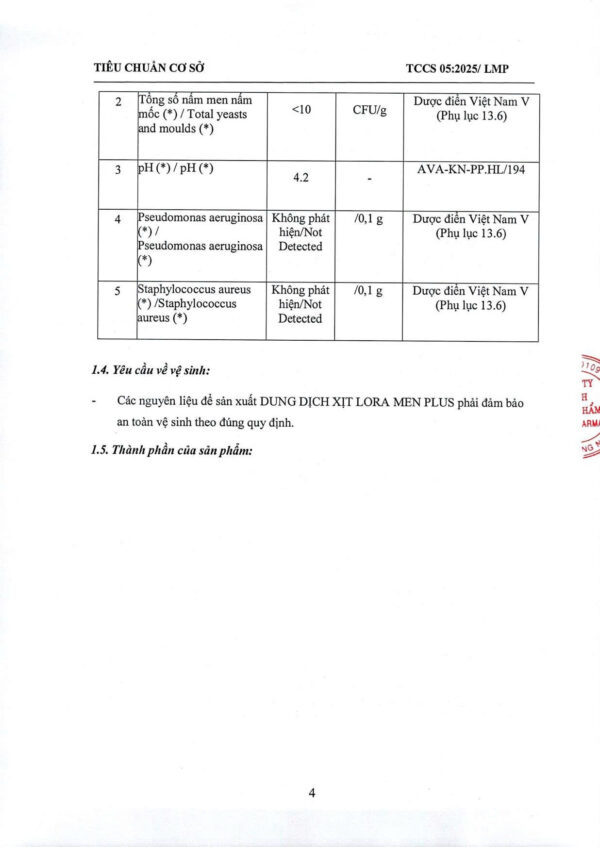 TIÊU CHUẨN CƠ SỞ TCCS 05:2025/ LMP
2 Tổng số nấm men nấm mốc (*) / Total yeasts and moulds (*) <10 CFU/g Dược điển Việt Nam V (Phụ lục 13.6)
3 pH (*) / pH (*) 4.2 - AVA-KN-PP.HL/194
4 Pseudomonas aeruginosa (*) / Pseudomonas aeruginosa (*) Không phát hiện/Not Detected /0,1 g Dược điển Việt Nam V (Phụ lục 13.6)
5 Staphylococcus aureus (*) /Staphylococcus aureus (*) Không phát hiện/Not Detected /0,1 g Dược điển Việt Nam V (Phụ lục 13.6)
1.4. Yêu cầu về vệ sinh:
- Các nguyên liệu để sản xuất DUNG DỊCH XỊT LORA MEN PLUS phải đảm bảo
an toàn vệ sinh theo đúng quy định.
1.5. Thành phần của sản phẩm:
4